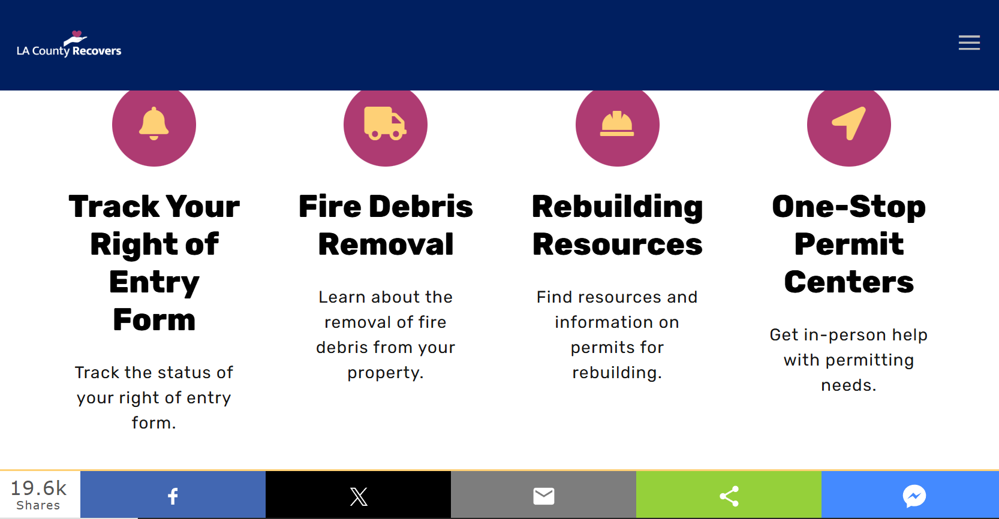 LA County Recovers
Track Your
Right of
Entry
Form
Track the status of
your right of entry
form.
Fire Debris
Removal
Learn about the
removal of fire
debris from your
property.
Rebuilding
Resources
Find resources and
information on
permits for
rebuilding.
One-Stop
Permit
Centers
Get in-person help
with permitting
needs.
19.6k
Shares